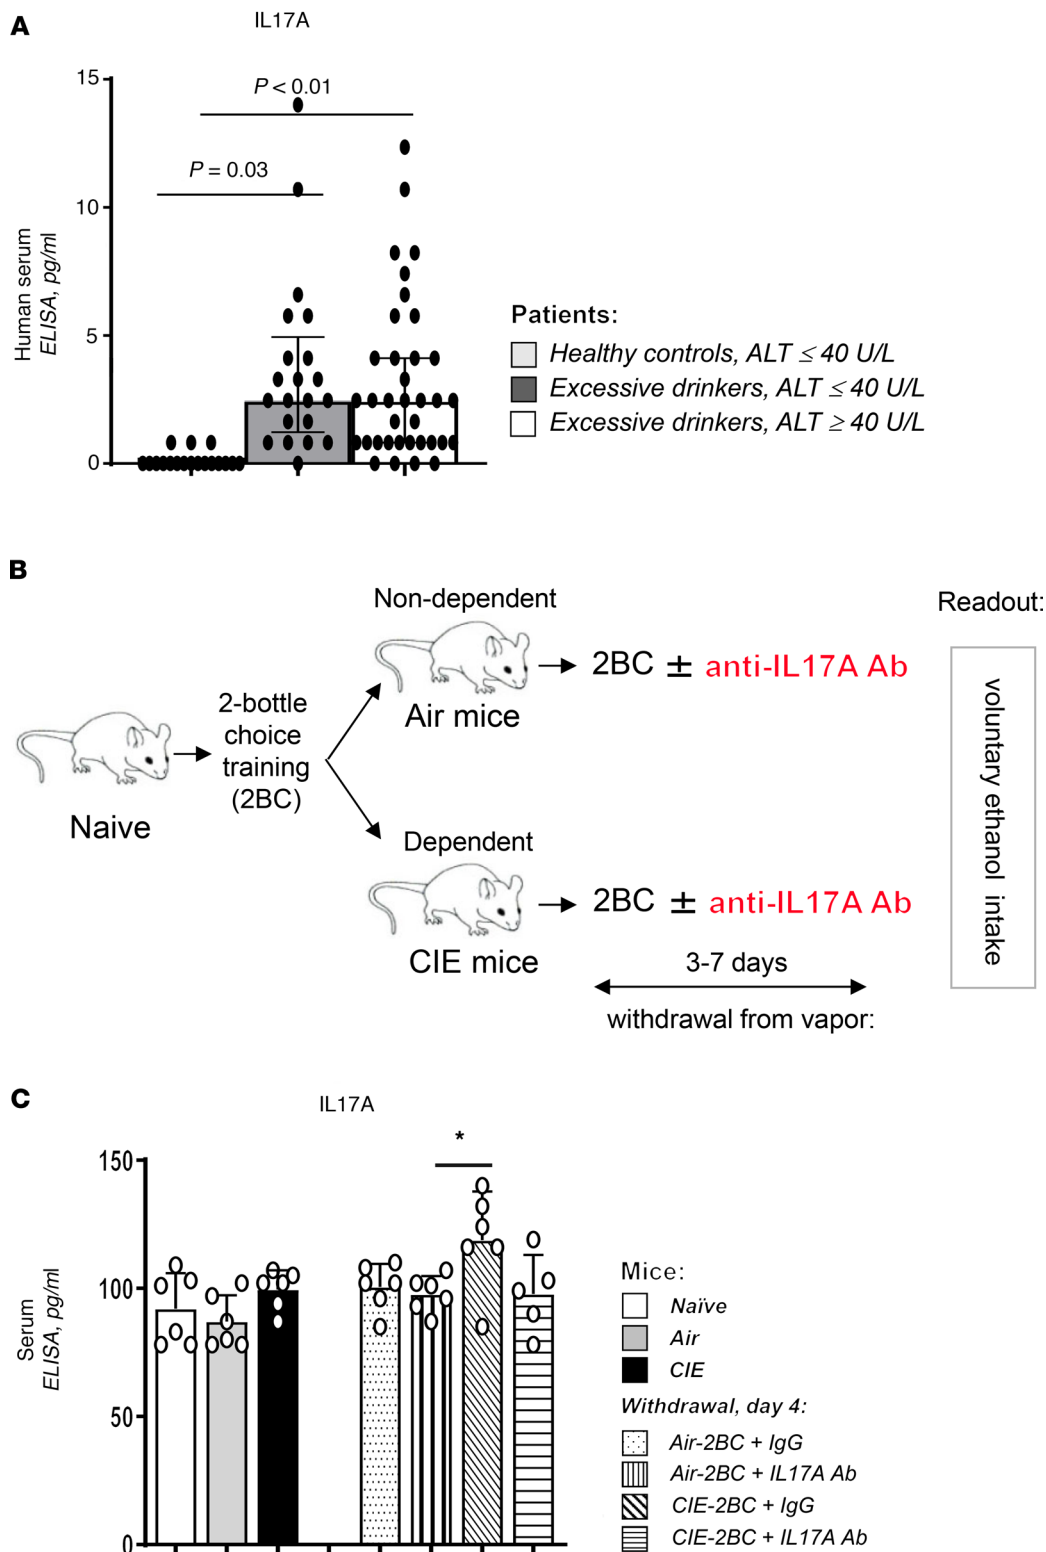 A
IL17A
P < 0.01
P = 0.03
15
10
5
0
Human serum
ELISA, pg/ml
Patients:
Healthy controls, ALT ≤ 40 U/L
Excessive drinkers, ALT ≤ 40 U/L
Excessive drinkers, ALT ≥ 40 U/L
B
Naive
2-bottle
choice
training
(2BC)
Non-dependent
Air mice
2BC ± anti-IL17A Ab
Dependent
CIE mice
2BC ± anti-IL17A Ab
3-7 days
withdrawal from vapor:
Readout:
voluntary ethanol intake
C
IL17A
*
150
100
50
0
Serum
ELISA, pg/ml
Mice:
Naïve
Air
CIE
Withdrawal, day 4:
Air-2BC + IgG
Air-2BC + IL17A Ab
CIE-2BC + IgG
CIE-2BC + IL17A Ab